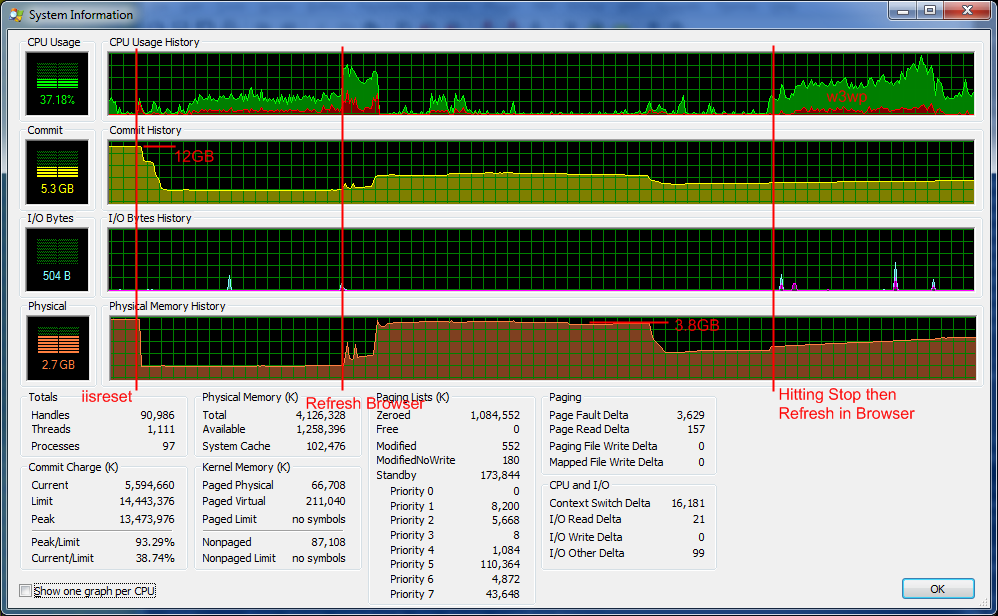 System Information
CPU Usage
CPU Usage History
37.18%
w3wp
Commit
Commit History
12GB
5.3 GB
I/O Bytes
I/O Bytes History
504 B
Physical
Physical Memory History
3.8GB
2.7 GB
iisreset
Refresh Browser
Hitting Stop then
Refresh in Browser
Totals
Handles 90,986
Threads 1,111
Processes 97
Commit Charge (K)
Current 5,594,660
Limit 14,443,376
Peak 13,473,976
Peak/Limit 93.29%
Current/Limit 38.74%
Physical Memory (K)
Total 4,126,328
Available 1,258,396
System Cache 102,476
Kernel Memory (K)
Paged Physical 66,708
Paged Virtual 211,040
Paged Limit no symbols
Nonpaged 87,108
Nonpaged Limit no symbols
Paging Lists (K)
Zeroed 1,084,552
Free 0
Modified 552
ModifiedNoWrite 180
Standby 173,844
Priority 0 0
Priority 1 8,200
Priority 2 5,668
Priority 3 8
Priority 4 1,084
Priority 5 110,364
Priority 6 4,872
Priority 7 43,648
Paging
Page Fault Delta 3,629
Page Read Delta 157
Paging File Write Delta 0
Mapped File Write Delta 0
CPU and I/O
Context Switch Delta 16,181
I/O Read Delta 21
I/O Write Delta 0
I/O Other Delta 99
Show one graph per CPU
OK